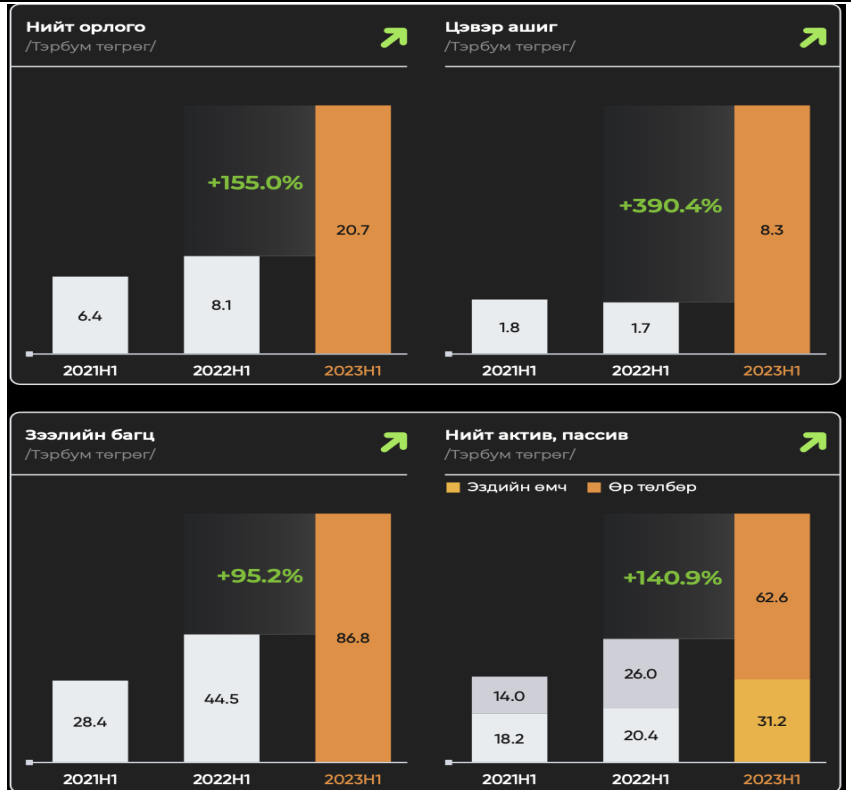 Нийт орлого
/Тэрбум төгрөг/
+155.0%
20.7
8.1
6.4
2021H1 2022H1 2023H1
Цэвэр ашиг
/Тэрбум төгрөг/
+390.4%
8.3
1.8 1.7
2021H1 2022H1 2023H1
Зээлийн багц
/Тэрбум төгрөг/
+95.2%
86.8
44.5
28.4
2021H1 2022H1 2023H1
Нийт актив, пассив
/Тэрбум төгрөг/
Эздийн өмч Өр төлбөр
+140.9%
62.6
26.0
14.0
31.2
18.2 20.4
2021H1 2022H1 2023H1